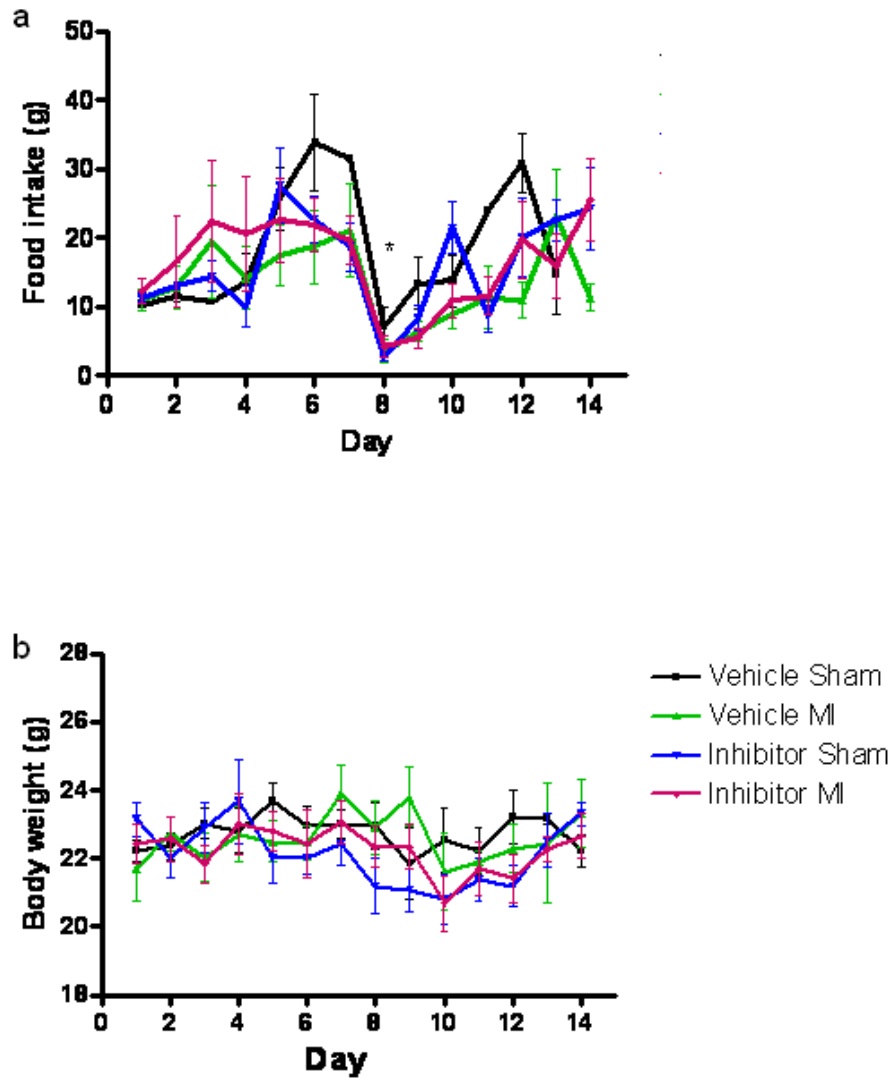 a
50
40
30
20
10
0
Food intake (g)
*
0 2 4 6 8 10 12 14
Day
b
28
26
24
22
20
18
Body weight (g)
0 2 4 6 8 10 12 14
Day
Vehicle Sham
Vehicle MI
Inhibitor Sham
Inhibitor MI